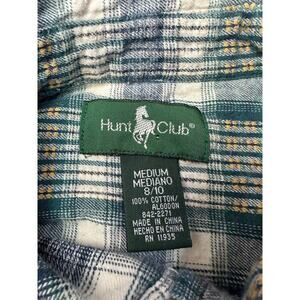 Hunt Club®
MEDIUM
MEDIANO
8/10
100% COTTON/
ALGODON
842-2271
MADE IN CHINA
HECHO EN CHINA
RN 11935